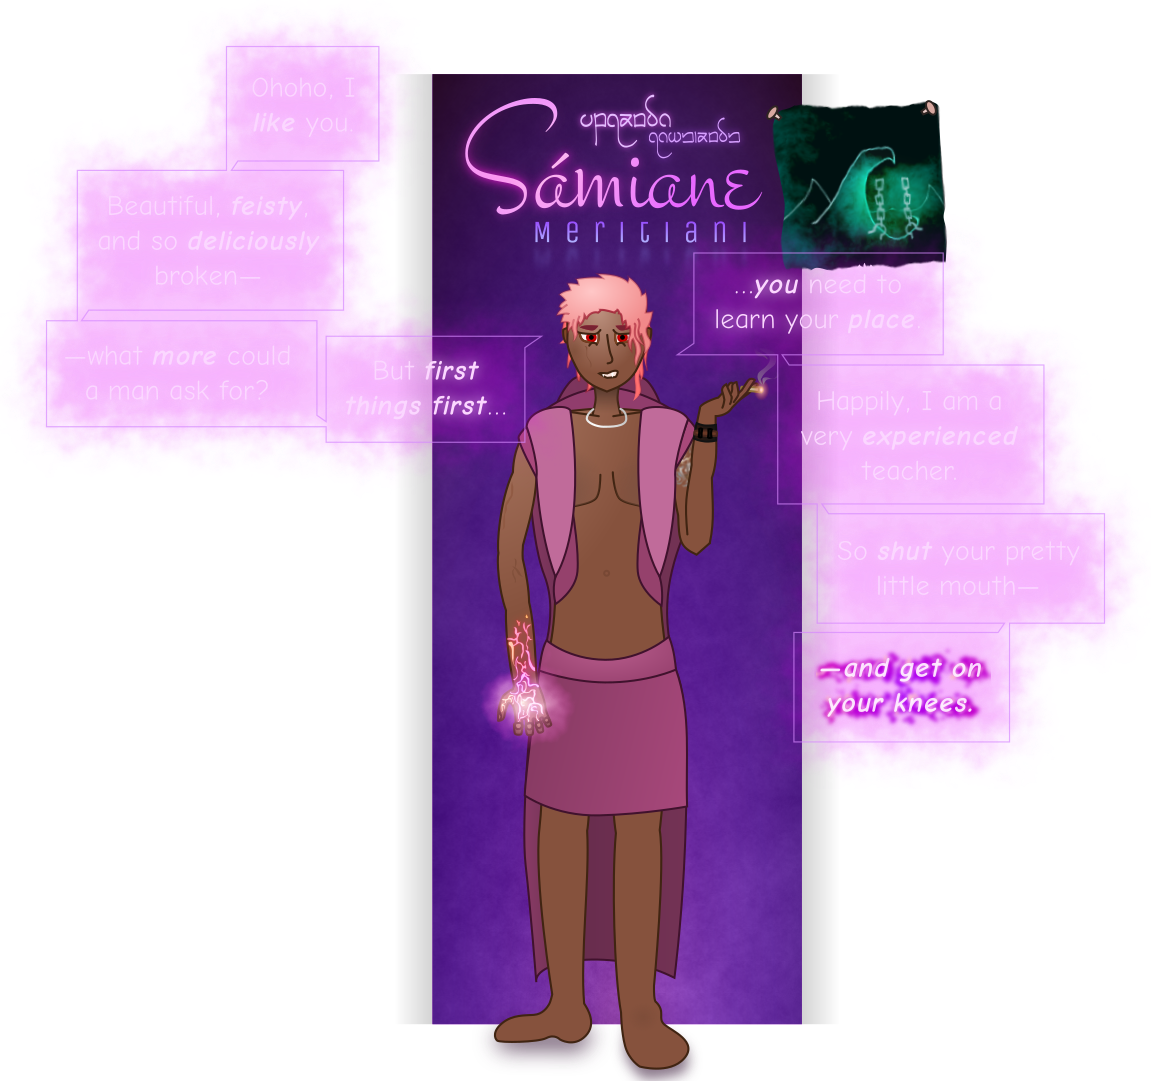 Sámiane
Meritiani
Ohoho, I
like you.
Beautiful, feisty,
and so deliciously
broken—
—what more could
a man ask for?
But first
things first...
...you need to
learn your place.
Happily, I am a
very experienced
teacher.
So shut your pretty
little mouth—
—and get on
your knees.